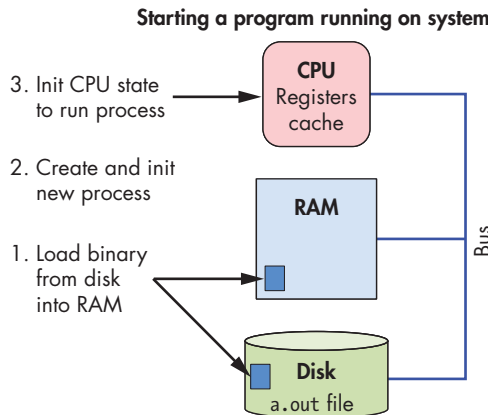 Starting a program running on system
3. Init CPU state
to run process
CPU
Registers
cache
2. Create and init
new process
RAM
1. Load binary
from disk
into RAM
Bus
Disk
a.out file